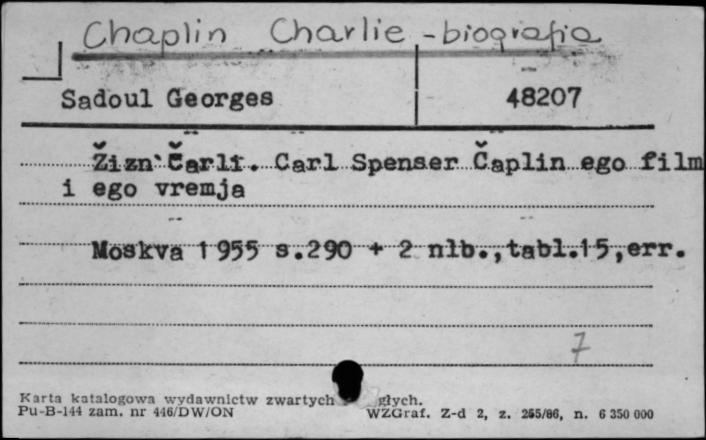 Chaplin Charlie - biografia
Sadoul Georges 48207
Žizn' Čarli. Carl Spenser Čaplin ego film
i ego vremja
Moskva 1955 s.290 + 2 nlb.,tabl.15,err.
7
Karta katalogowa wydawnictw zwartych głych.
Pu-B-144 zam. nr 446/DW/ON WZGraf. Z-d 2, z. 255/66, n. 6 350 000